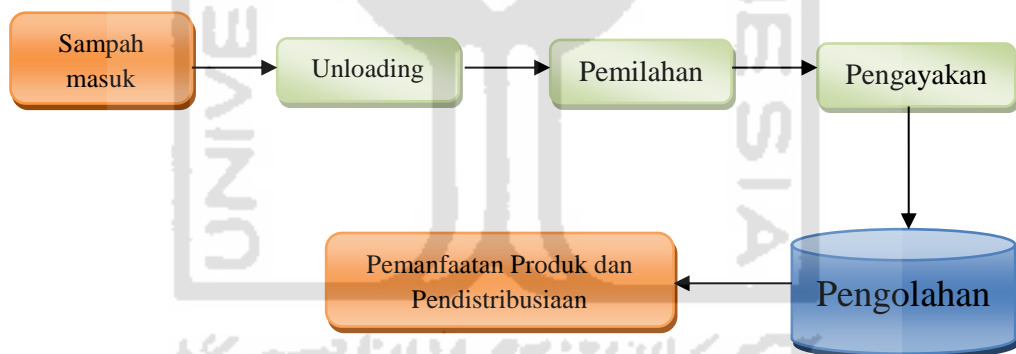 Sampah
masuk
Unloading
Pemilahan
Pengayakan
Pengolahan
Pemanfaatan Produk dan
Pendistribusiaan